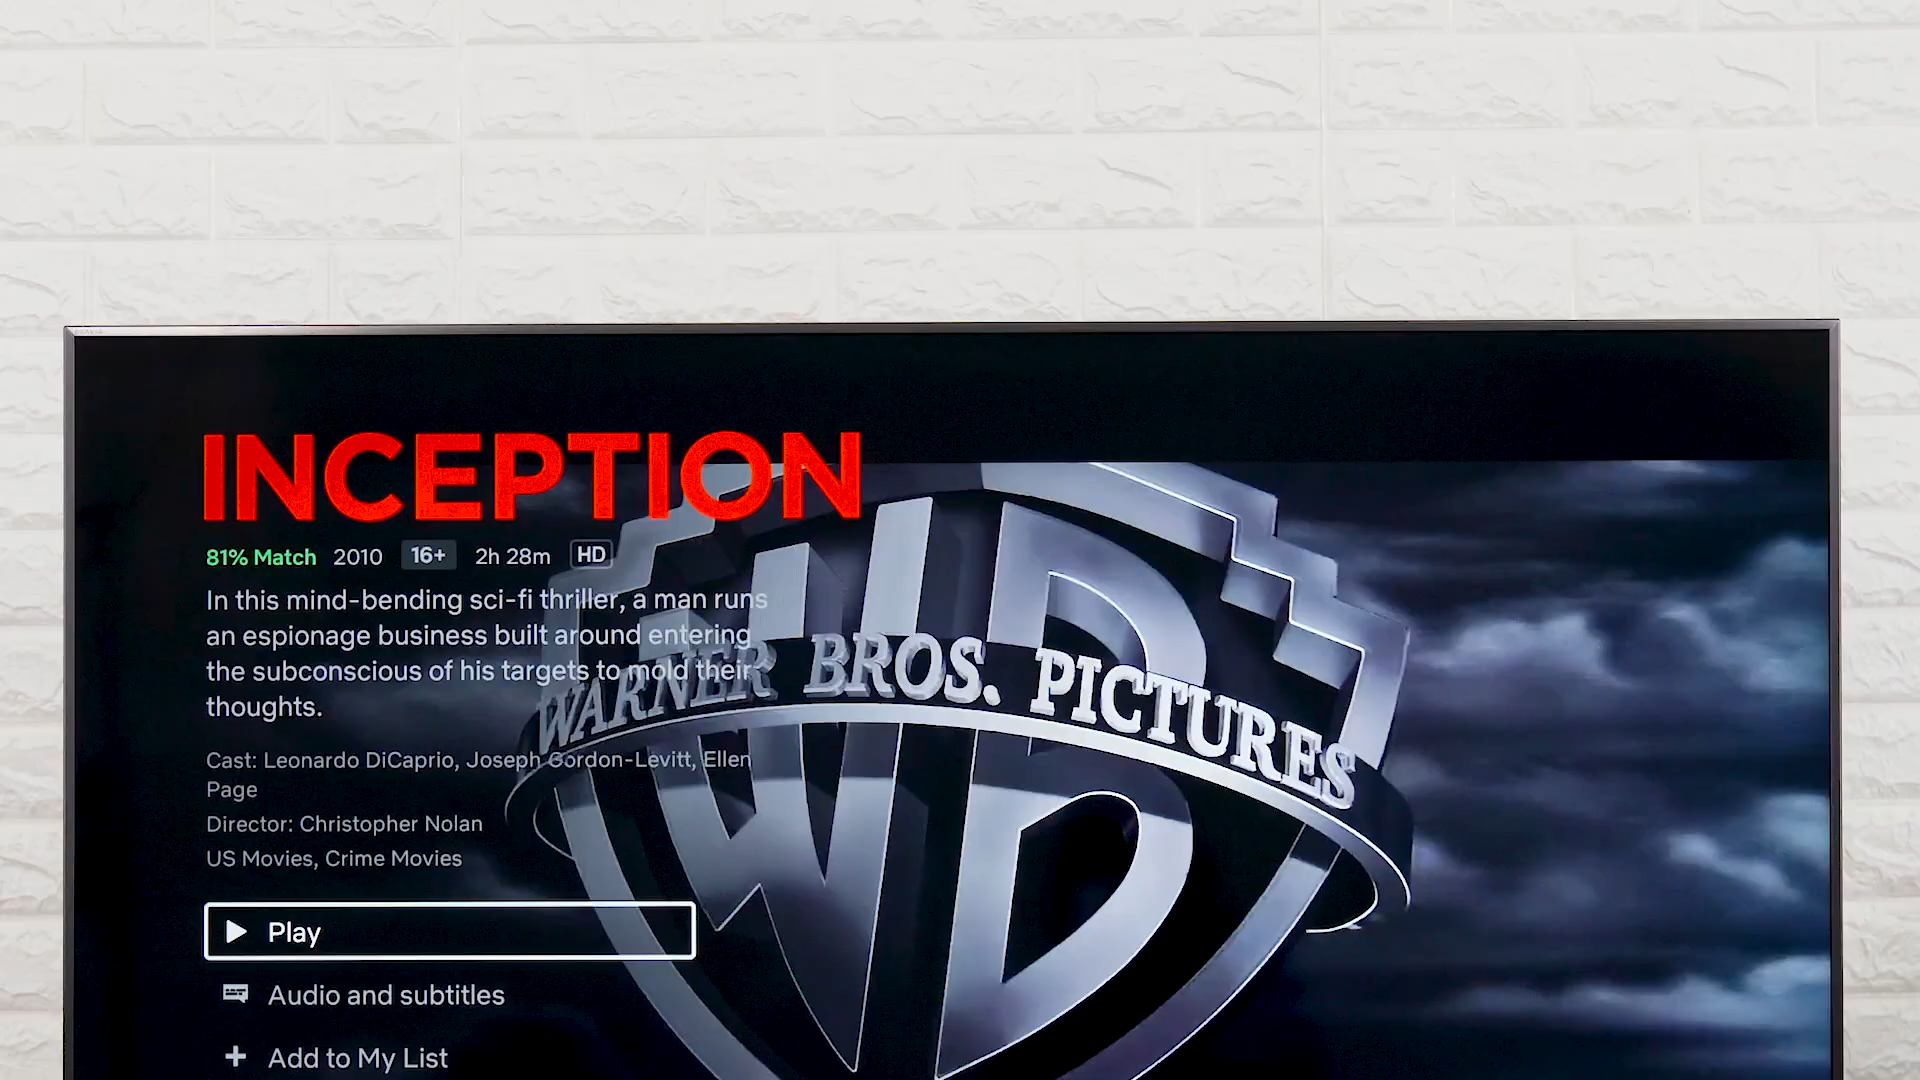 INCEPTION
81% Match 2010 16+ 2h 28m HD
In this mind-bending sci-fi thriller, a man runs
an espionage business built around entering
the subconscious of his targets to mold their
thoughts.
WARNER BROS. PICTURES
Cast: Leonardo DiCaprio, Joseph Gordon-Levitt, Ellen
Page
Director: Christopher Nolan
US Movies, Crime Movies
Play
Audio and subtitles
Add to My List